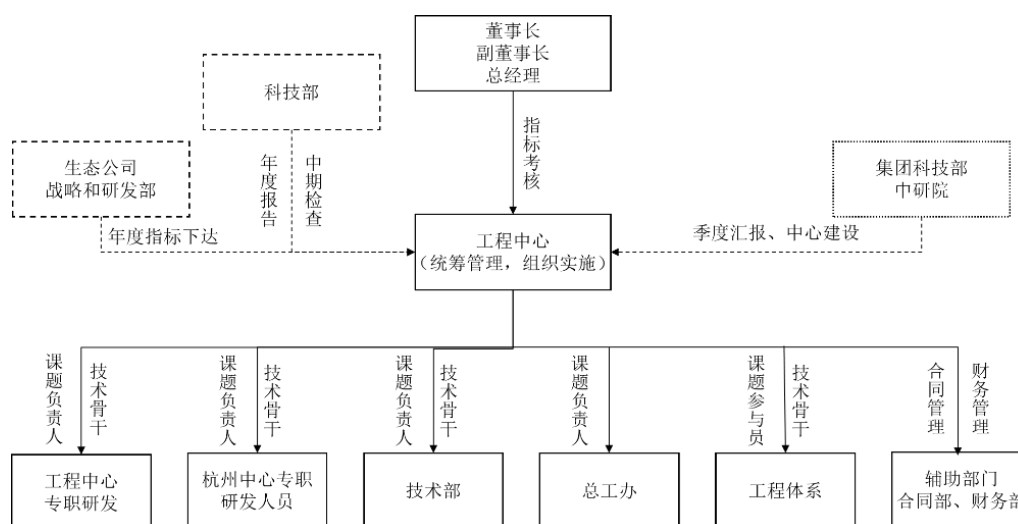 董事长
副董事长
总经理
科技部
生态公司
战略和研发部
集团科技部
中研院
指标考核
年度报告
中期检查
年度指标下达
季度汇报、中心建设
工程中心
（统筹管理，组织实施）
课题负责人
技术骨干
课题负责人
技术骨干
课题负责人
技术骨干
课题负责人
课题参与员
技术骨干
合同管理
财务管理
工程中心
专职研发
杭州中心专职
研发人员
技术部
总工办
工程体系
辅助部门
合同部、财务部